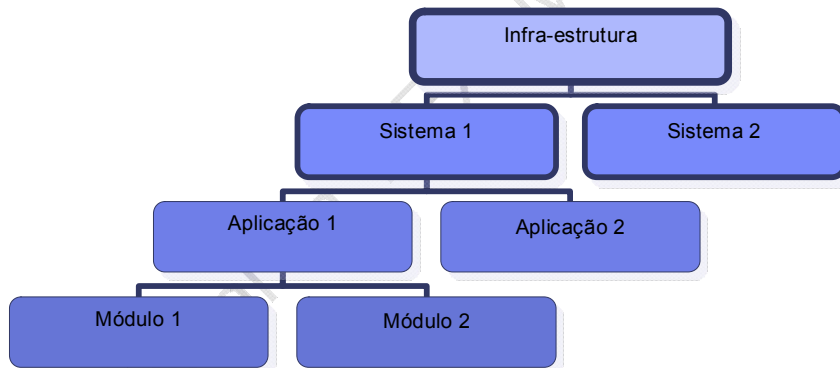 Infra-estrutura
Sistema 1
Sistema 2
Aplicação 1
Aplicação 2
Módulo 1
Módulo 2